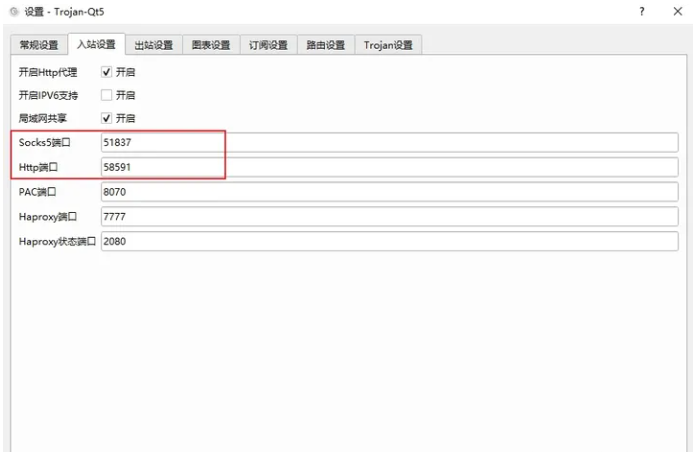 设置 - Trojan-Qt5 ? ×
常规设置 入站设置 出站设置 图表设置 订阅设置 路由设置 Trojan设置
开启Http代理 开启
开启IPV6支持 开启
局域网共享 开启
Socks5端口 51837
Http端口 58591
PAC端口 8070
Haproxy端口 7777
Haproxy状态端口 2080